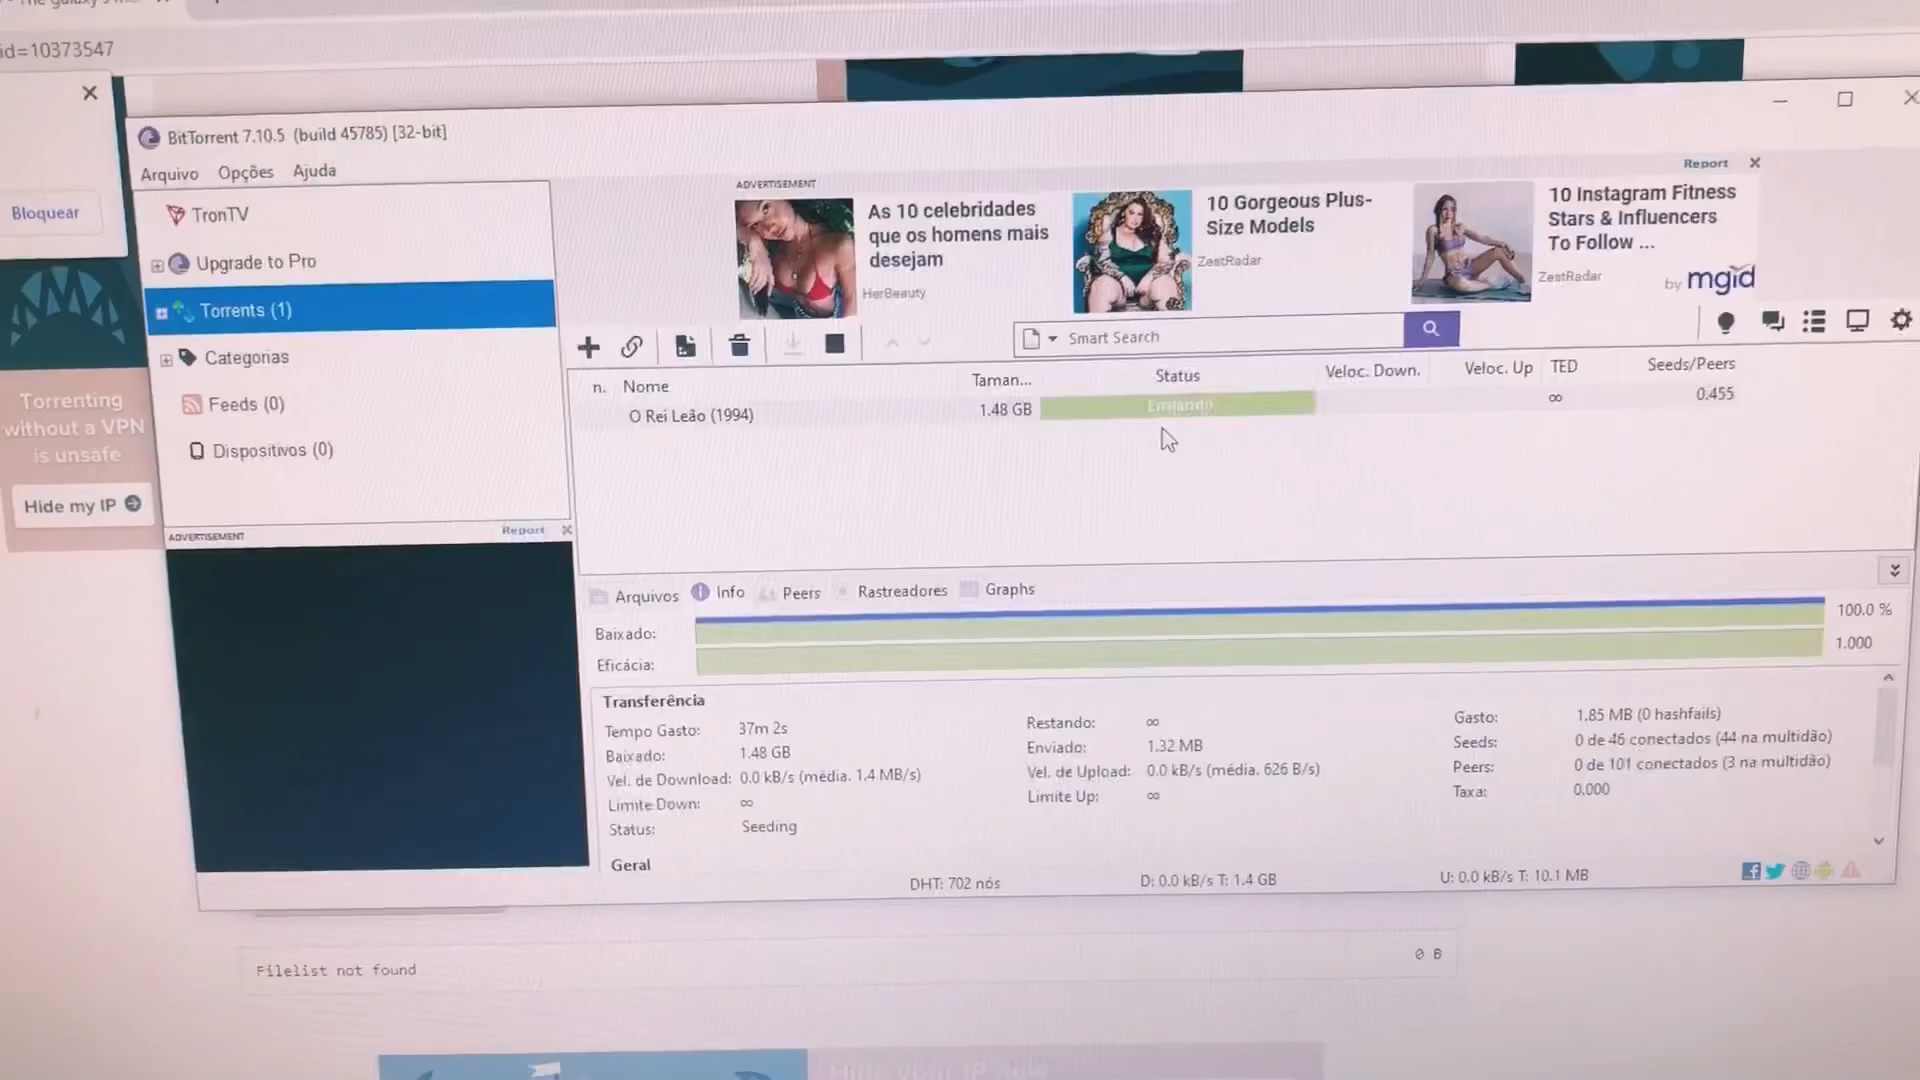 id=10373547
Bloquear
Torrenting
without a VPN
is unsafe
Hide my IP
BitTorrent 7.10.5 (build 45785) [32-bit]
Arquivo Opções Ajuda
TronTV
Upgrade to Pro
Torrents (1)
Categorias
Feeds (0)
Dispositivos (0)
ADVERTISEMENT Report
ADVERTISEMENT
Report
As 10 celebridades
que os homens mais
desejam
HerBeauty
10 Gorgeous Plus-
Size Models
ZestRadar
10 Instagram Fitness
Stars & Influencers
To Follow ...
ZestRadar
by mgid
Smart Search
n. Nome Taman... Status Veloc. Down. Veloc. Up TED Seeds/Peers
O Rei Leão (1994) 1.48 GB Enviando ∞ 0.455
Arquivos Info Peers Rastreadores Graphs
Baixado: 100.0 %
Eficácia: 1.000
Transferência
Tempo Gasto: 37m 2s Restando: ∞ Gasto: 1.85 MB (0 hashfails)
Baixado: 1.48 GB Enviado: 1.32 MB Seeds: 0 de 46 conectados (44 na multidão)
Vel. de Download: 0.0 kB/s (média. 1.4 MB/s) Vel. de Upload: 0.0 kB/s (média. 626 B/s) Peers: 0 de 101 conectados (3 na multidão)
Limite Down: ∞ Limite Up: ∞ Taxa: 0.000
Status: Seeding
Geral
DHT: 702 nós D: 0.0 kB/s T: 1.4 GB U: 0.0 kB/s T: 10.1 MB
Filelist not found 0 B
Hide your IP now